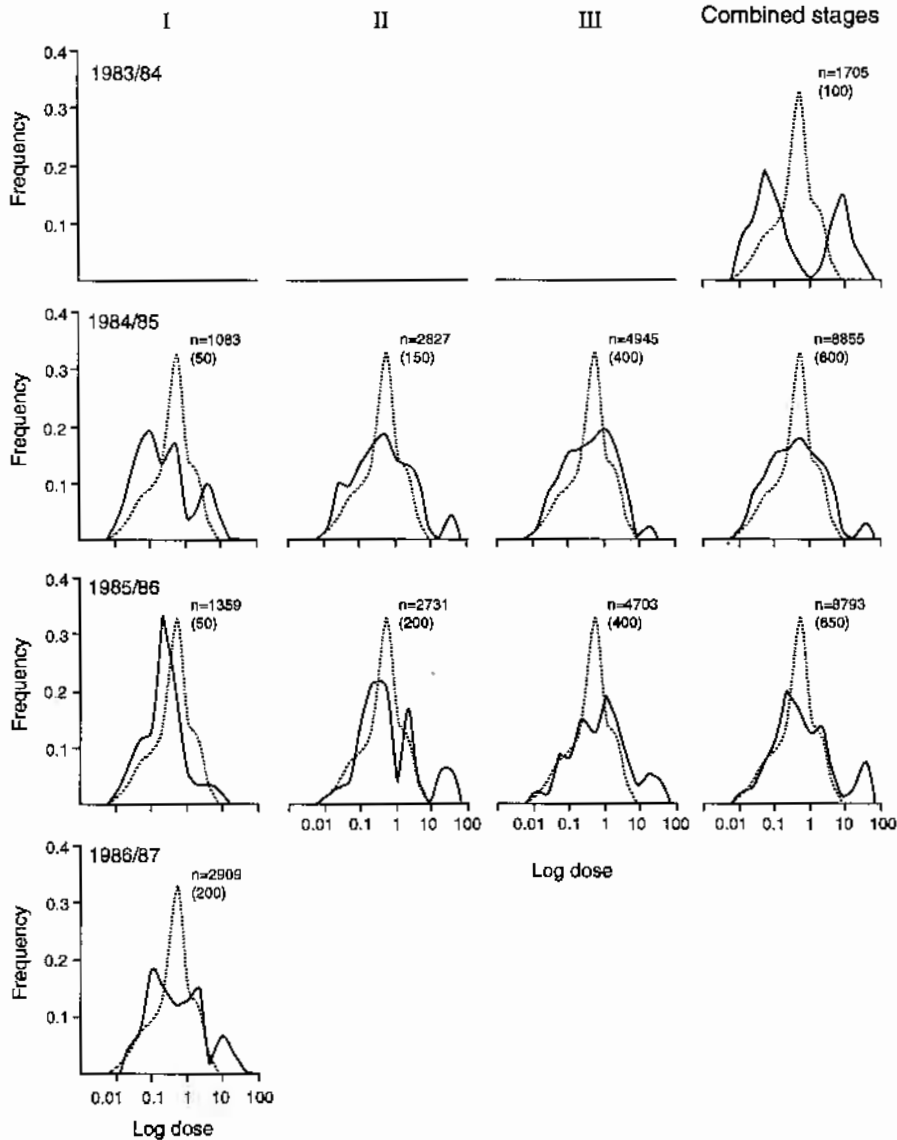 I II III Combined stages
0.4
1983/84
n=1705
(100)
0.3
Frequency
0.2
0.1
0.4
1984/85
n=1083
(50)
n=2827
(150)
n=4945
(400)
n=8855
(600)
0.3
Frequency
0.2
0.1
0.4
1985/86
n=1359
(50)
n=2731
(200)
n=4703
(400)
n=8793
(650)
0.3
Frequency
0.2
0.1
0.01 0.1 1 10 100
0.01 0.1 1 10 100
0.01 0.1 1 10 100
Log dose
1986/87
n=2909
(200)
0.3
Frequency
0.2
0.1
0.4
0.01 0.1 1 10 100
Log dose